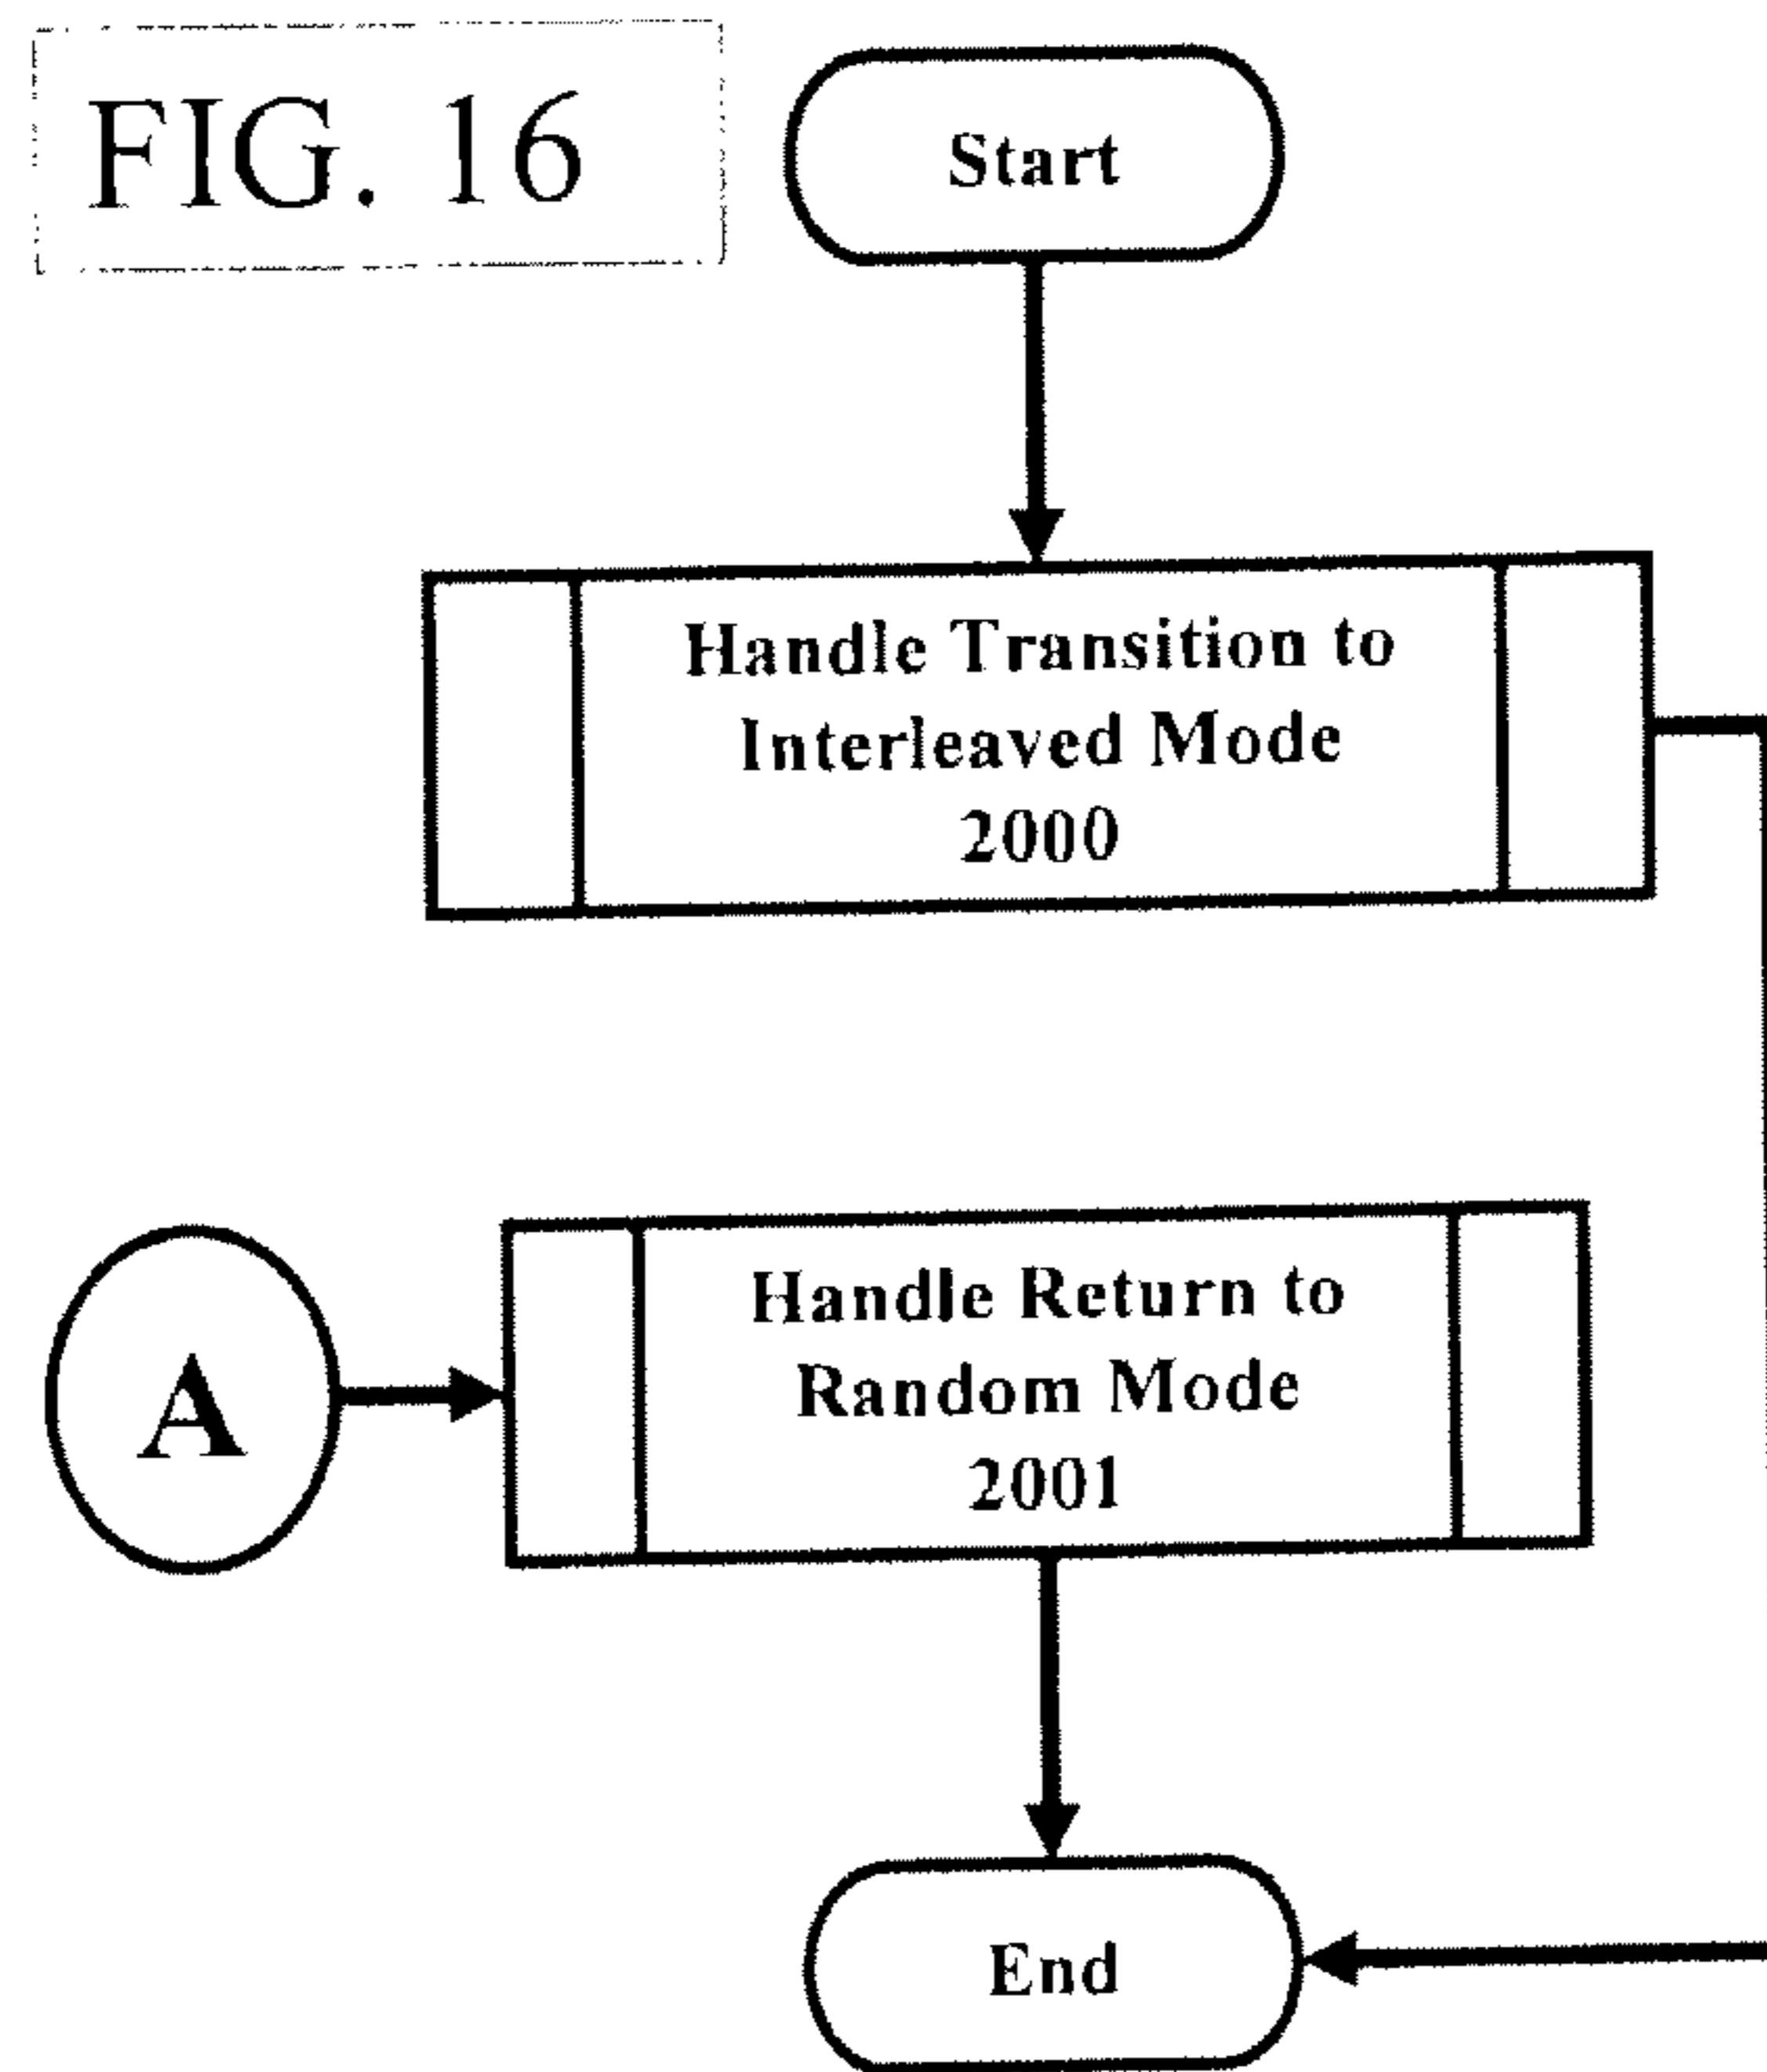 FIG. 16
Start
Handle Transition to
Interleaved Mode
2000
A
Handle Return to
Random Mode
2001
End